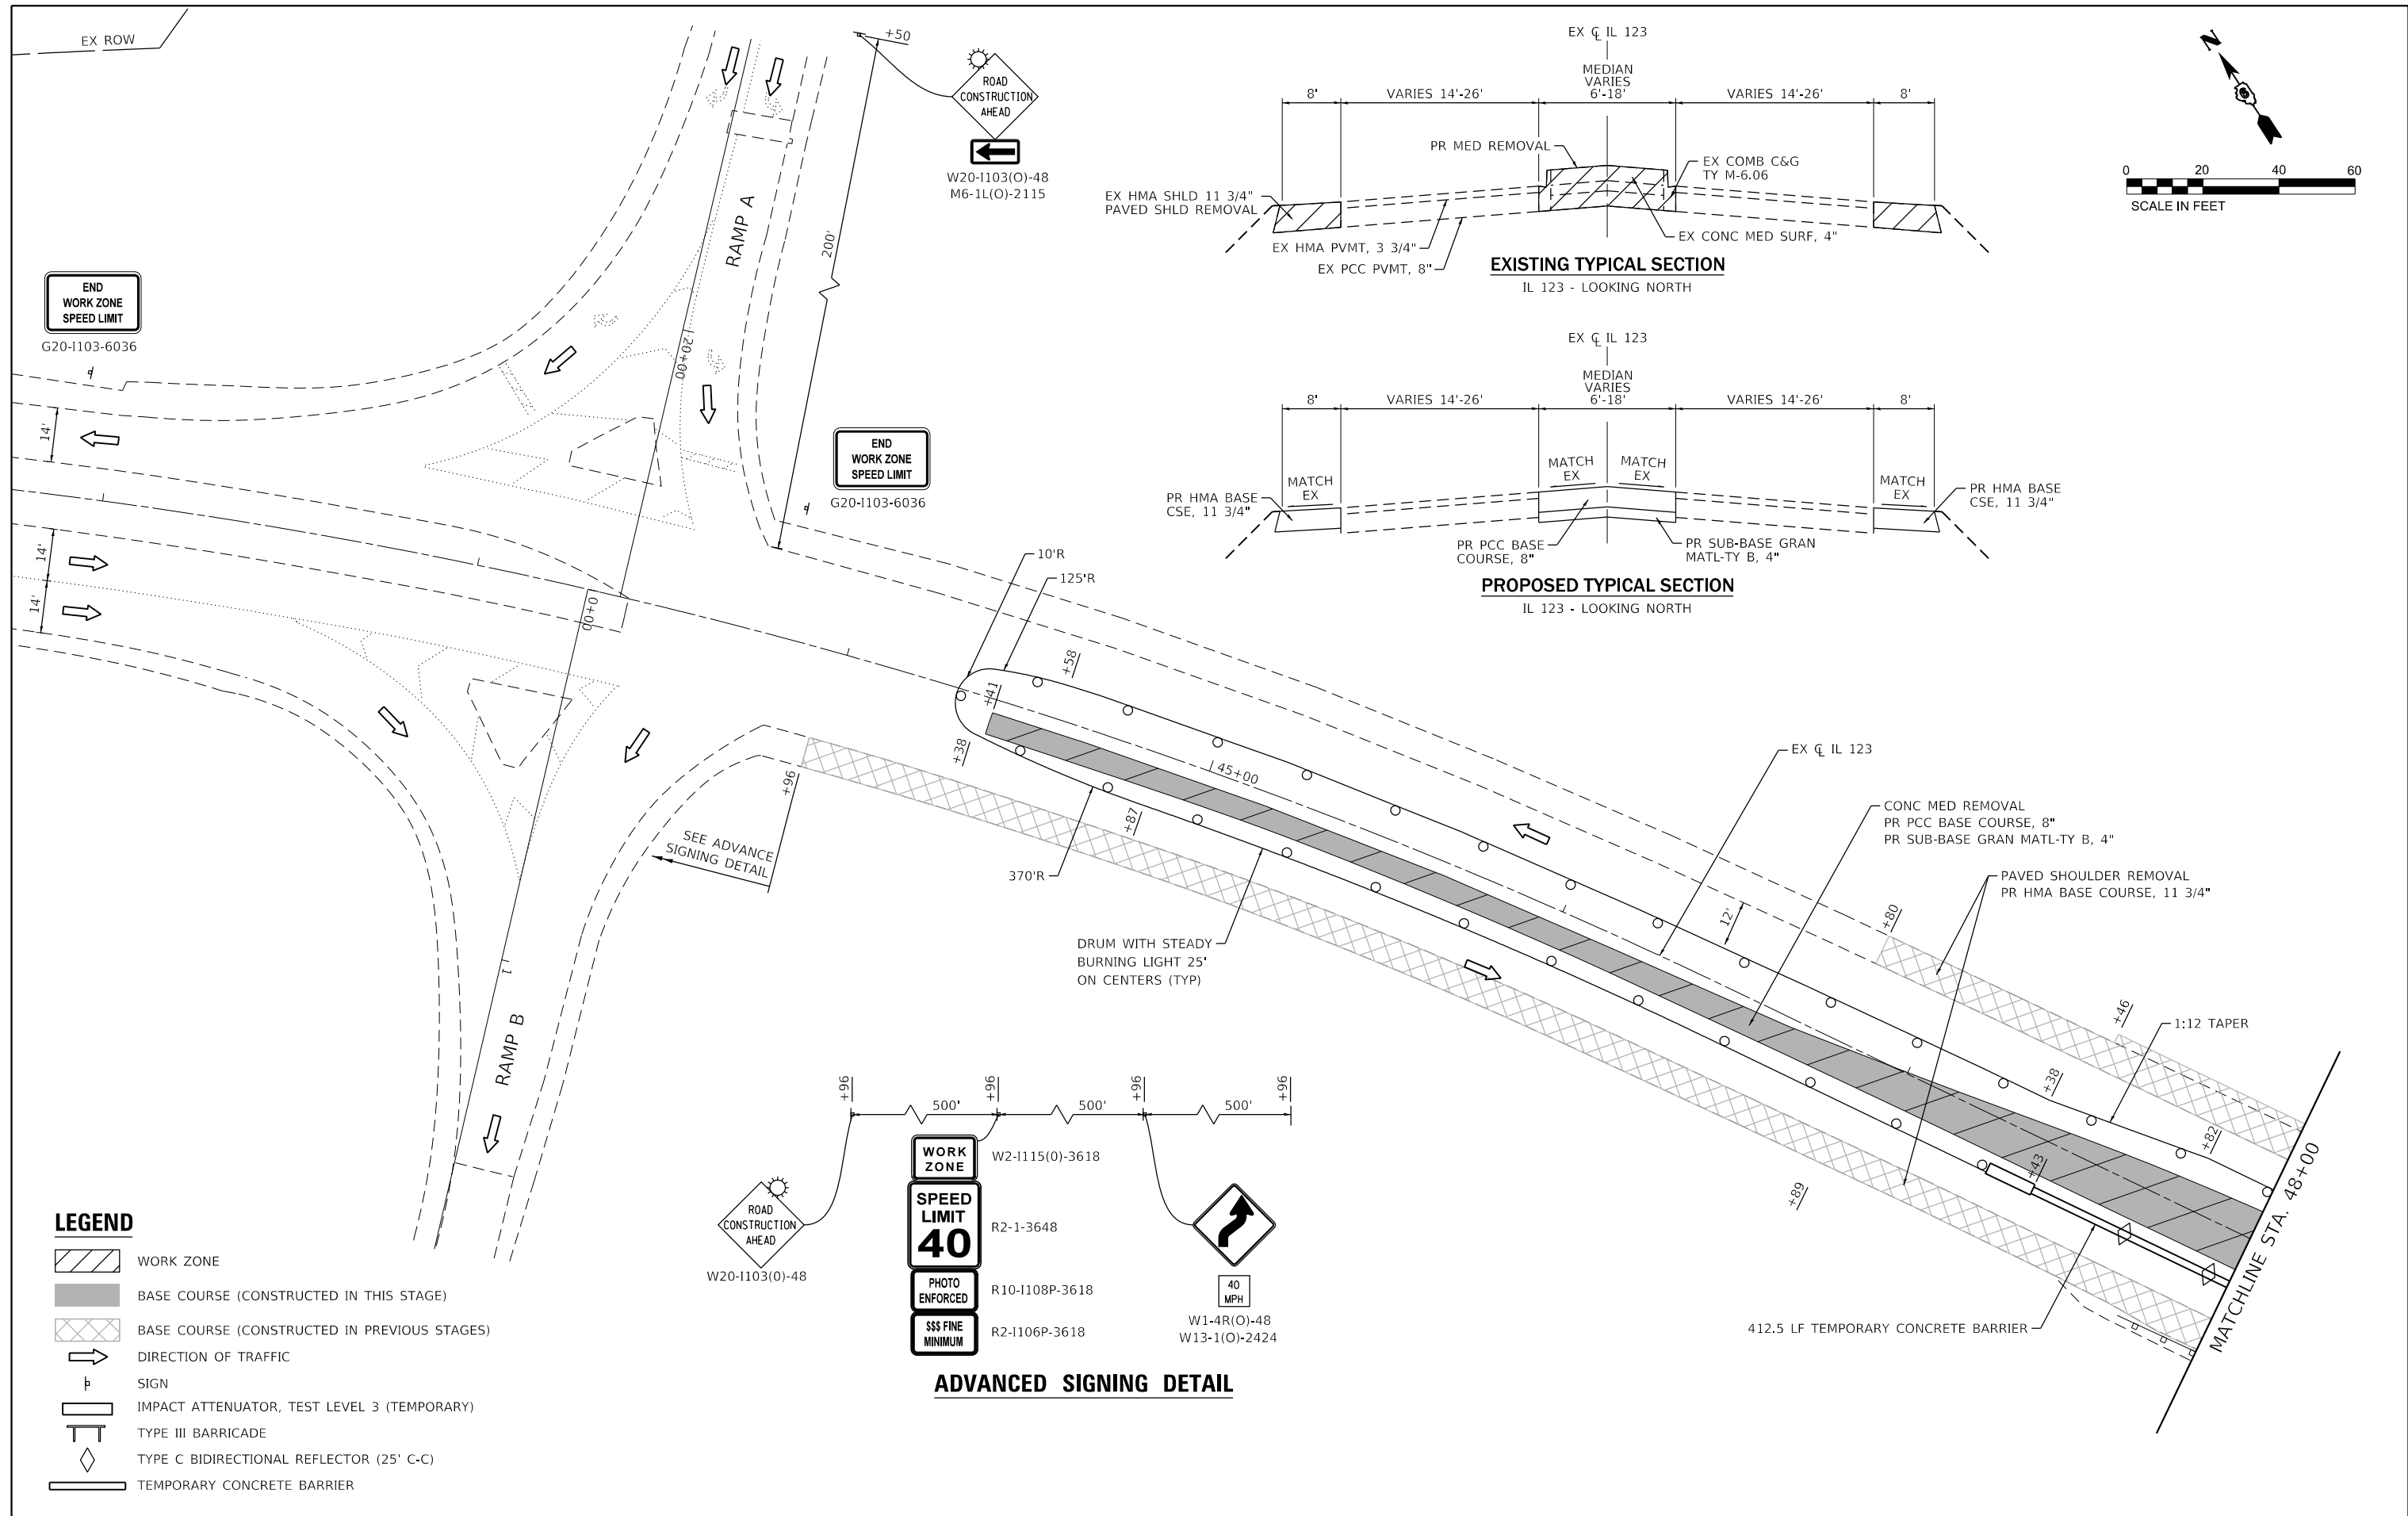 EX ROW
+50
ROAD
CONSTRUCTION
AHEAD
W20-I103(O)-48
M6-1L(O)-2115
RAMP A
200'
20+00
END
WORK ZONE
SPEED LIMIT
G20-I103-6036
END
WORK ZONE
SPEED LIMIT
G20-I103-6036
14'
14'
14'
0+00
EX ℄ IL 123
MEDIAN
VARIES
6'-18'
8'
VARIES 14'-26'
VARIES 14'-26'
8'
PR MED REMOVAL
EX COMB C&G
TY M-6.06
EX HMA SHLD 11 3/4"
PAVED SHLD REMOVAL
EX HMA PVMT, 3 3/4"
EX PCC PVMT, 8"
EX CONC MED SURF, 4"
EXISTING TYPICAL SECTION
IL 123 - LOOKING NORTH
N
0 20 40 60
SCALE IN FEET
EX ℄ IL 123
MEDIAN
VARIES
6'-18'
8'
VARIES 14'-26'
VARIES 14'-26'
8'
MATCH
EX
MATCH
EX
MATCH
EX
MATCH
EX
PR HMA BASE
CSE, 11 3/4"
PR HMA BASE
CSE, 11 3/4"
PR PCC BASE
COURSE, 8"
PR SUB-BASE GRAN
MATL-TY B, 4"
PROPOSED TYPICAL SECTION
IL 123 - LOOKING NORTH
10'R
125'R
+58
+41
+38
+96
SEE ADVANCE
SIGNING DETAIL
45+00
+87
370'R
EX ℄ IL 123
CONC MED REMOVAL
PR PCC BASE COURSE, 8"
PR SUB-BASE GRAN MATL-TY B, 4"
PAVED SHOULDER REMOVAL
PR HMA BASE COURSE, 11 3/4"
12'
+80
DRUM WITH STEADY
BURNING LIGHT 25'
ON CENTERS (TYP)
+46
1:12 TAPER
+38
+82
+43
+89
MATCHLINE STA. 48+00
412.5 LF TEMPORARY CONCRETE BARRIER
1
RAMP B
+96
+96
+96
+96
500'
500'
500'
ROAD
CONSTRUCTION
AHEAD
W20-I103(0)-48
WORK
ZONE
W2-I115(0)-3618
SPEED
LIMIT
40
R2-1-3648
PHOTO
ENFORCED
R10-I108P-3618
$$$ FINE
MINIMUM
R2-I106P-3618
40
MPH
W1-4R(O)-48
W13-1(O)-2424
ADVANCED SIGNING DETAIL
LEGEND
WORK ZONE
BASE COURSE (CONSTRUCTED IN THIS STAGE)
BASE COURSE (CONSTRUCTED IN PREVIOUS STAGES)
DIRECTION OF TRAFFIC
SIGN
IMPACT ATTENUATOR, TEST LEVEL 3 (TEMPORARY)
TYPE III BARRICADE
TYPE C BIDIRECTIONAL REFLECTOR (25' C-C)
TEMPORARY CONCRETE BARRIER